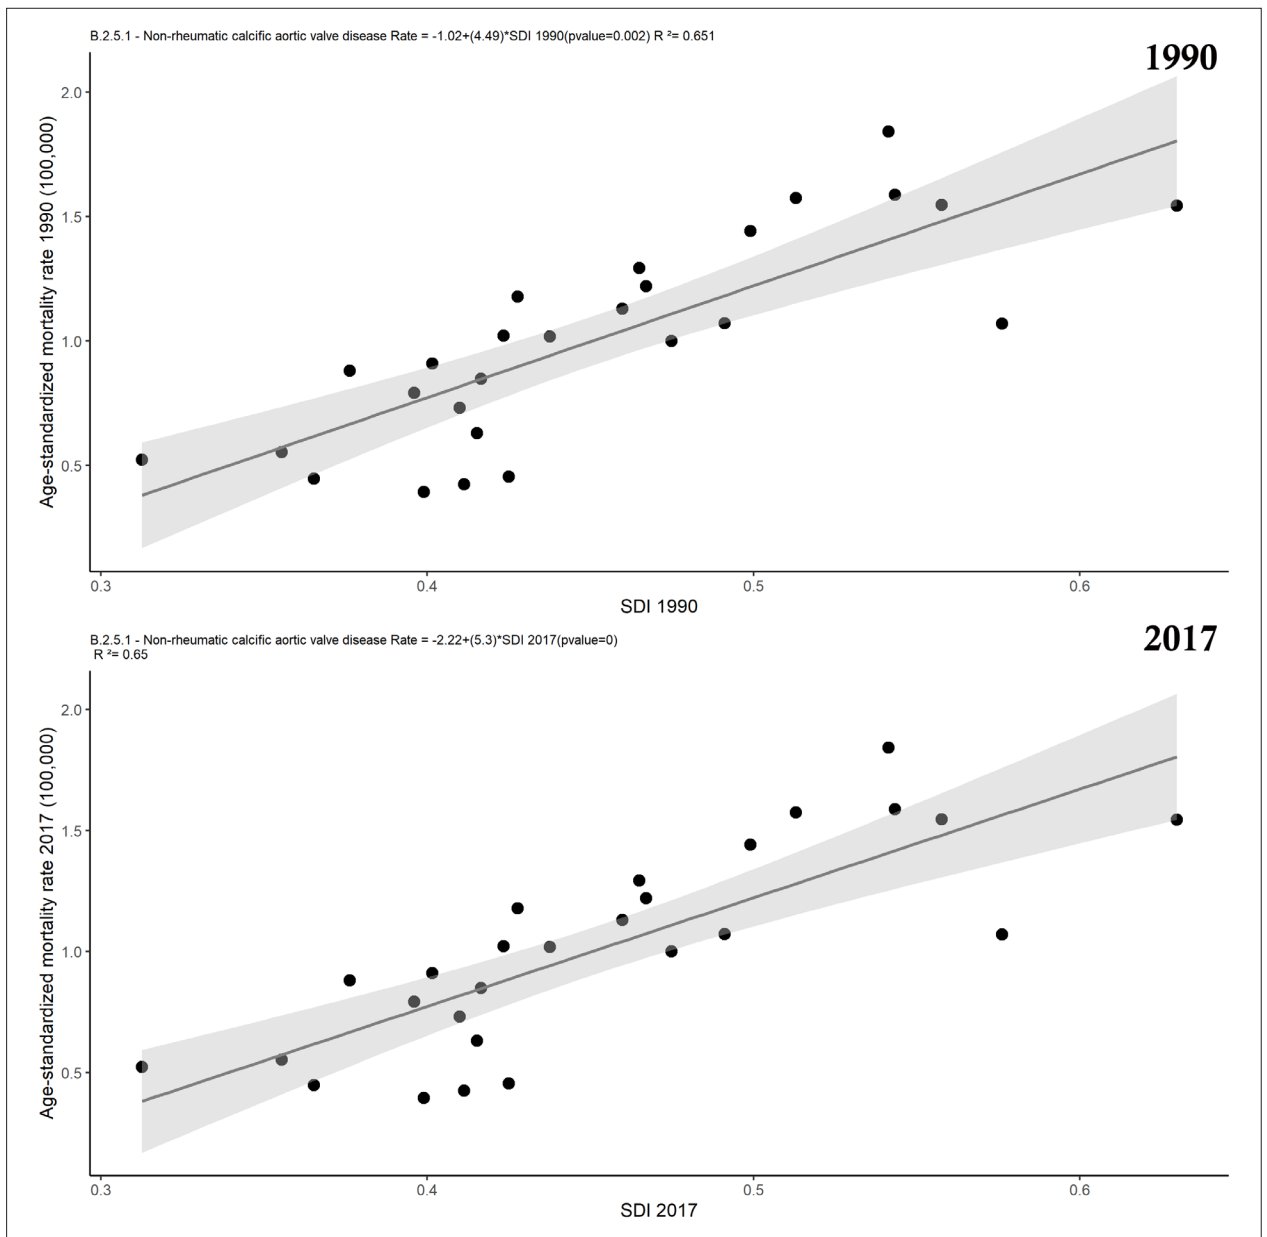 B.2.5.1 - Non-rheumatic calcific aortic valve disease Rate = -1.02+(4.49)*SDI 1990(pvalue=0.002) R ²= 0.651
1990
Age-standardized mortality rate 1990 (100,000)
2.0
1.5
1.0
0.5
0.3 0.4 0.5 0.6
SDI 1990
B.2.5.1 - Non-rheumatic calcific aortic valve disease Rate = -2.22+(5.3)*SDI 2017(pvalue=0)
R ²= 0.65
2017
Age-standardized mortality rate 2017 (100,000)
2.0
1.5
1.0
0.5
0.3 0.4 0.5 0.6
SDI 2017